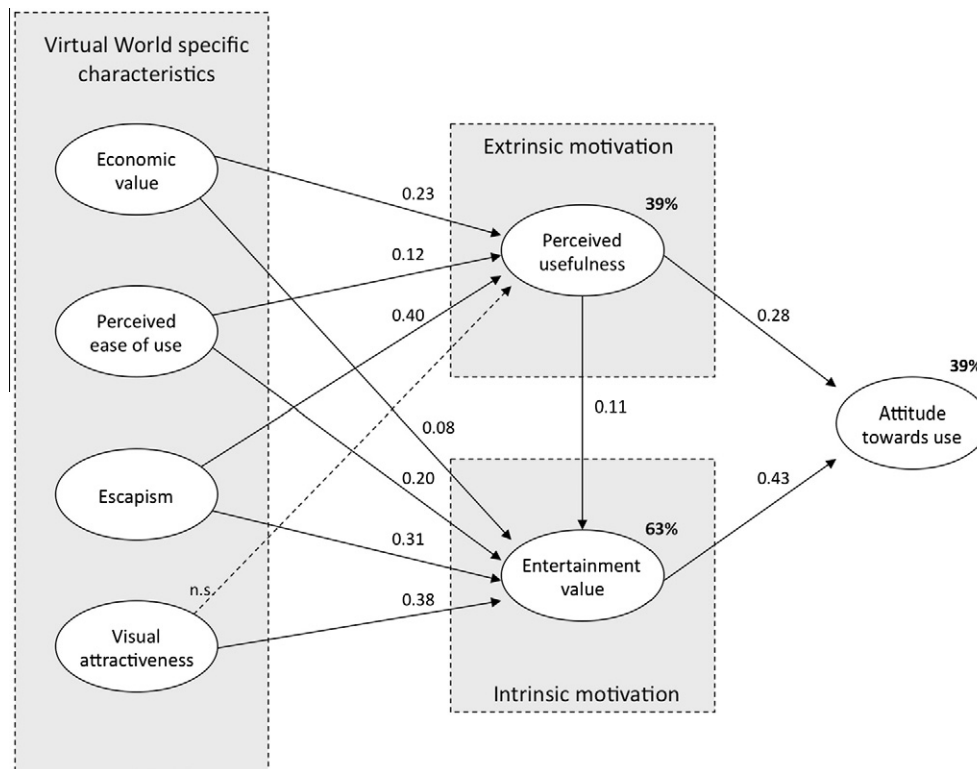 Virtual World specific
characteristics
Economic
value
Perceived
ease of use
Escapism
Visual
attractiveness
n.s.
0.23
0.12
0.40
0.08
0.20
0.31
0.38
Extrinsic motivation
39%
Perceived
usefulness
0.11
63%
Entertainment
value
Intrinsic motivation
0.28
0.43
39%
Attitude
towards use